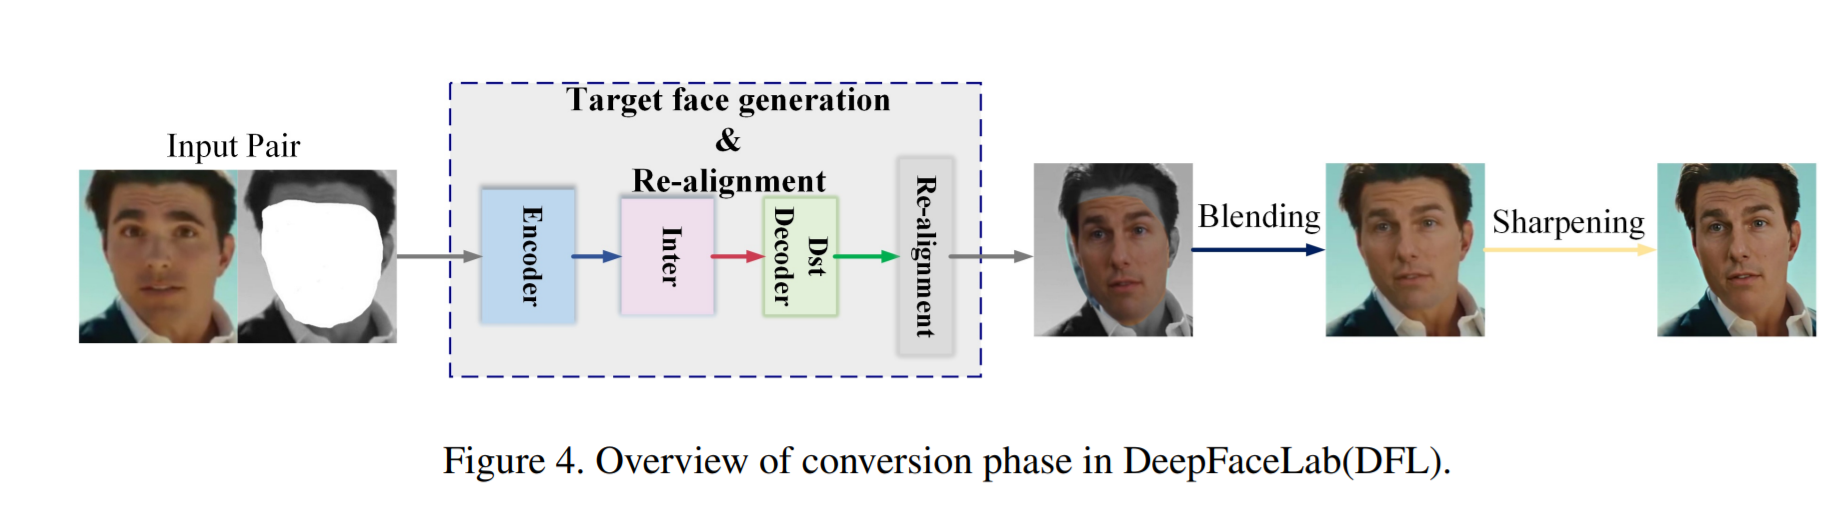 Target face generation
&
Re-alignment
Input Pair
Encoder
Inter
Dst
Decoder
Re-alignment
Blending
Sharpening
Figure 4. Overview of conversion phase in DeepFaceLab(DFL).